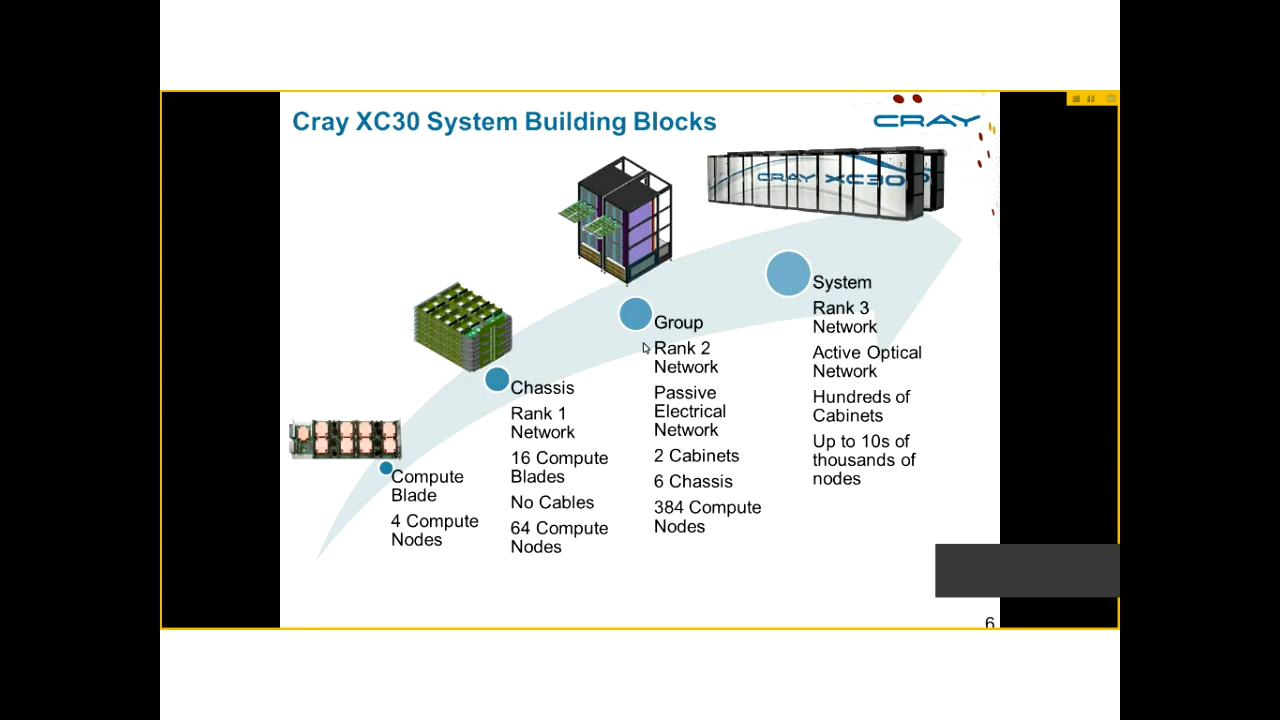 Cray XC30 System Building Blocks
CRAY
CRAY XC30
System
Rank 3
Network
Active Optical
Network
Hundreds of
Cabinets
Up to 10s of
thousands of
nodes
Group
Rank 2
Network
Passive
Electrical
Network
2 Cabinets
6 Chassis
384 Compute
Nodes
Chassis
Rank 1
Network
16 Compute
Blades
No Cables
64 Compute
Nodes
Compute
Blade
4 Compute
Nodes
6